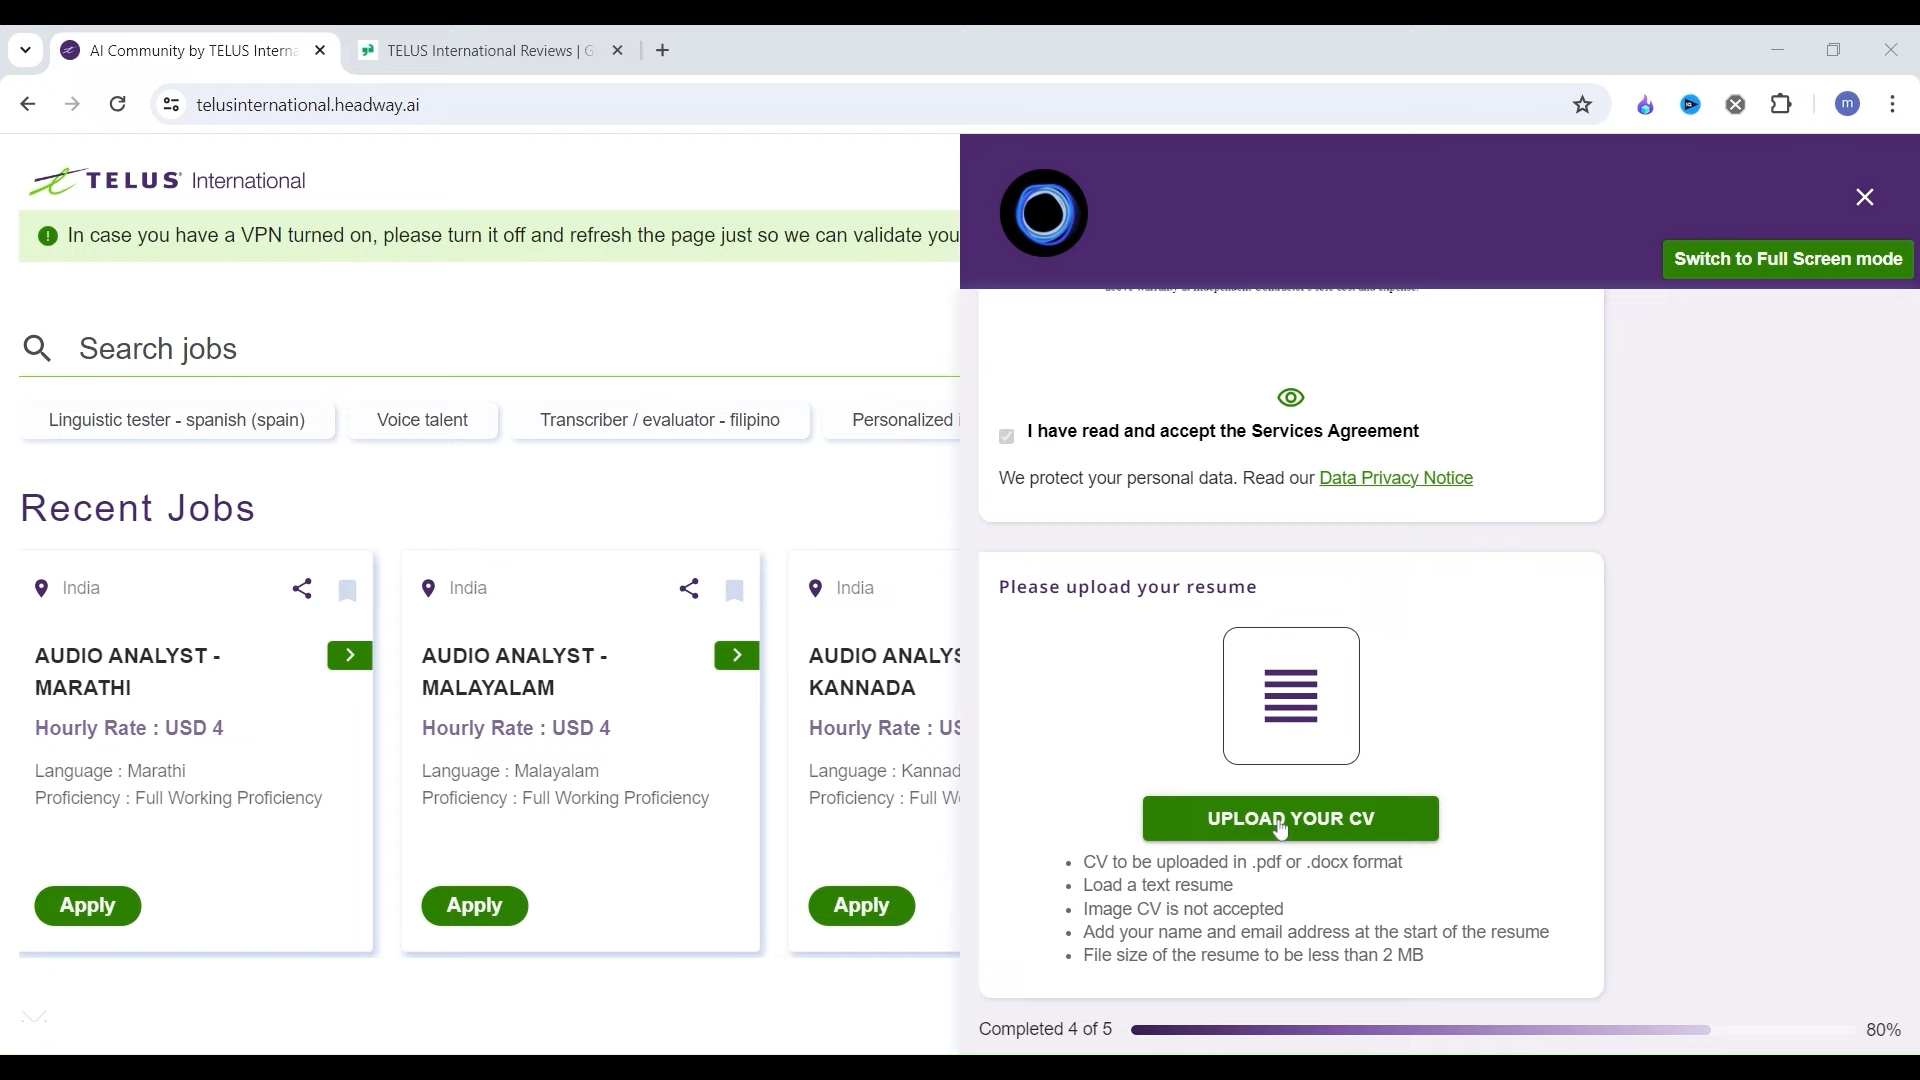 AI Community by TELUS Interna
TELUS International Reviews | G
telusinternational.headway.ai
m
TELUS International
In case you have a VPN turned on, please turn it off and refresh the page just so we can validate you
Switch to Full Screen mode
Search jobs
Linguistic tester - spanish (spain)
Voice talent
Transcriber / evaluator - filipino
Personalized i
Recent Jobs
India
AUDIO ANALYST -
MARATHI
Hourly Rate : USD 4
Language : Marathi
Proficiency : Full Working Proficiency
Apply
India
AUDIO ANALYST -
MALAYALAM
Hourly Rate : USD 4
Language : Malayalam
Proficiency : Full Working Proficiency
Apply
India
AUDIO ANALYS
KANNADA
Hourly Rate : US
Language : Kannad
Proficiency : Full W
Apply
I have read and accept the Services Agreement
We protect your personal data. Read our Data Privacy Notice
Please upload your resume
UPLOAD YOUR CV
• CV to be uploaded in .pdf or .docx format
• Load a text resume
• Image CV is not accepted
• Add your name and email address at the start of the resume
• File size of the resume to be less than 2 MB
Completed 4 of 5
80%